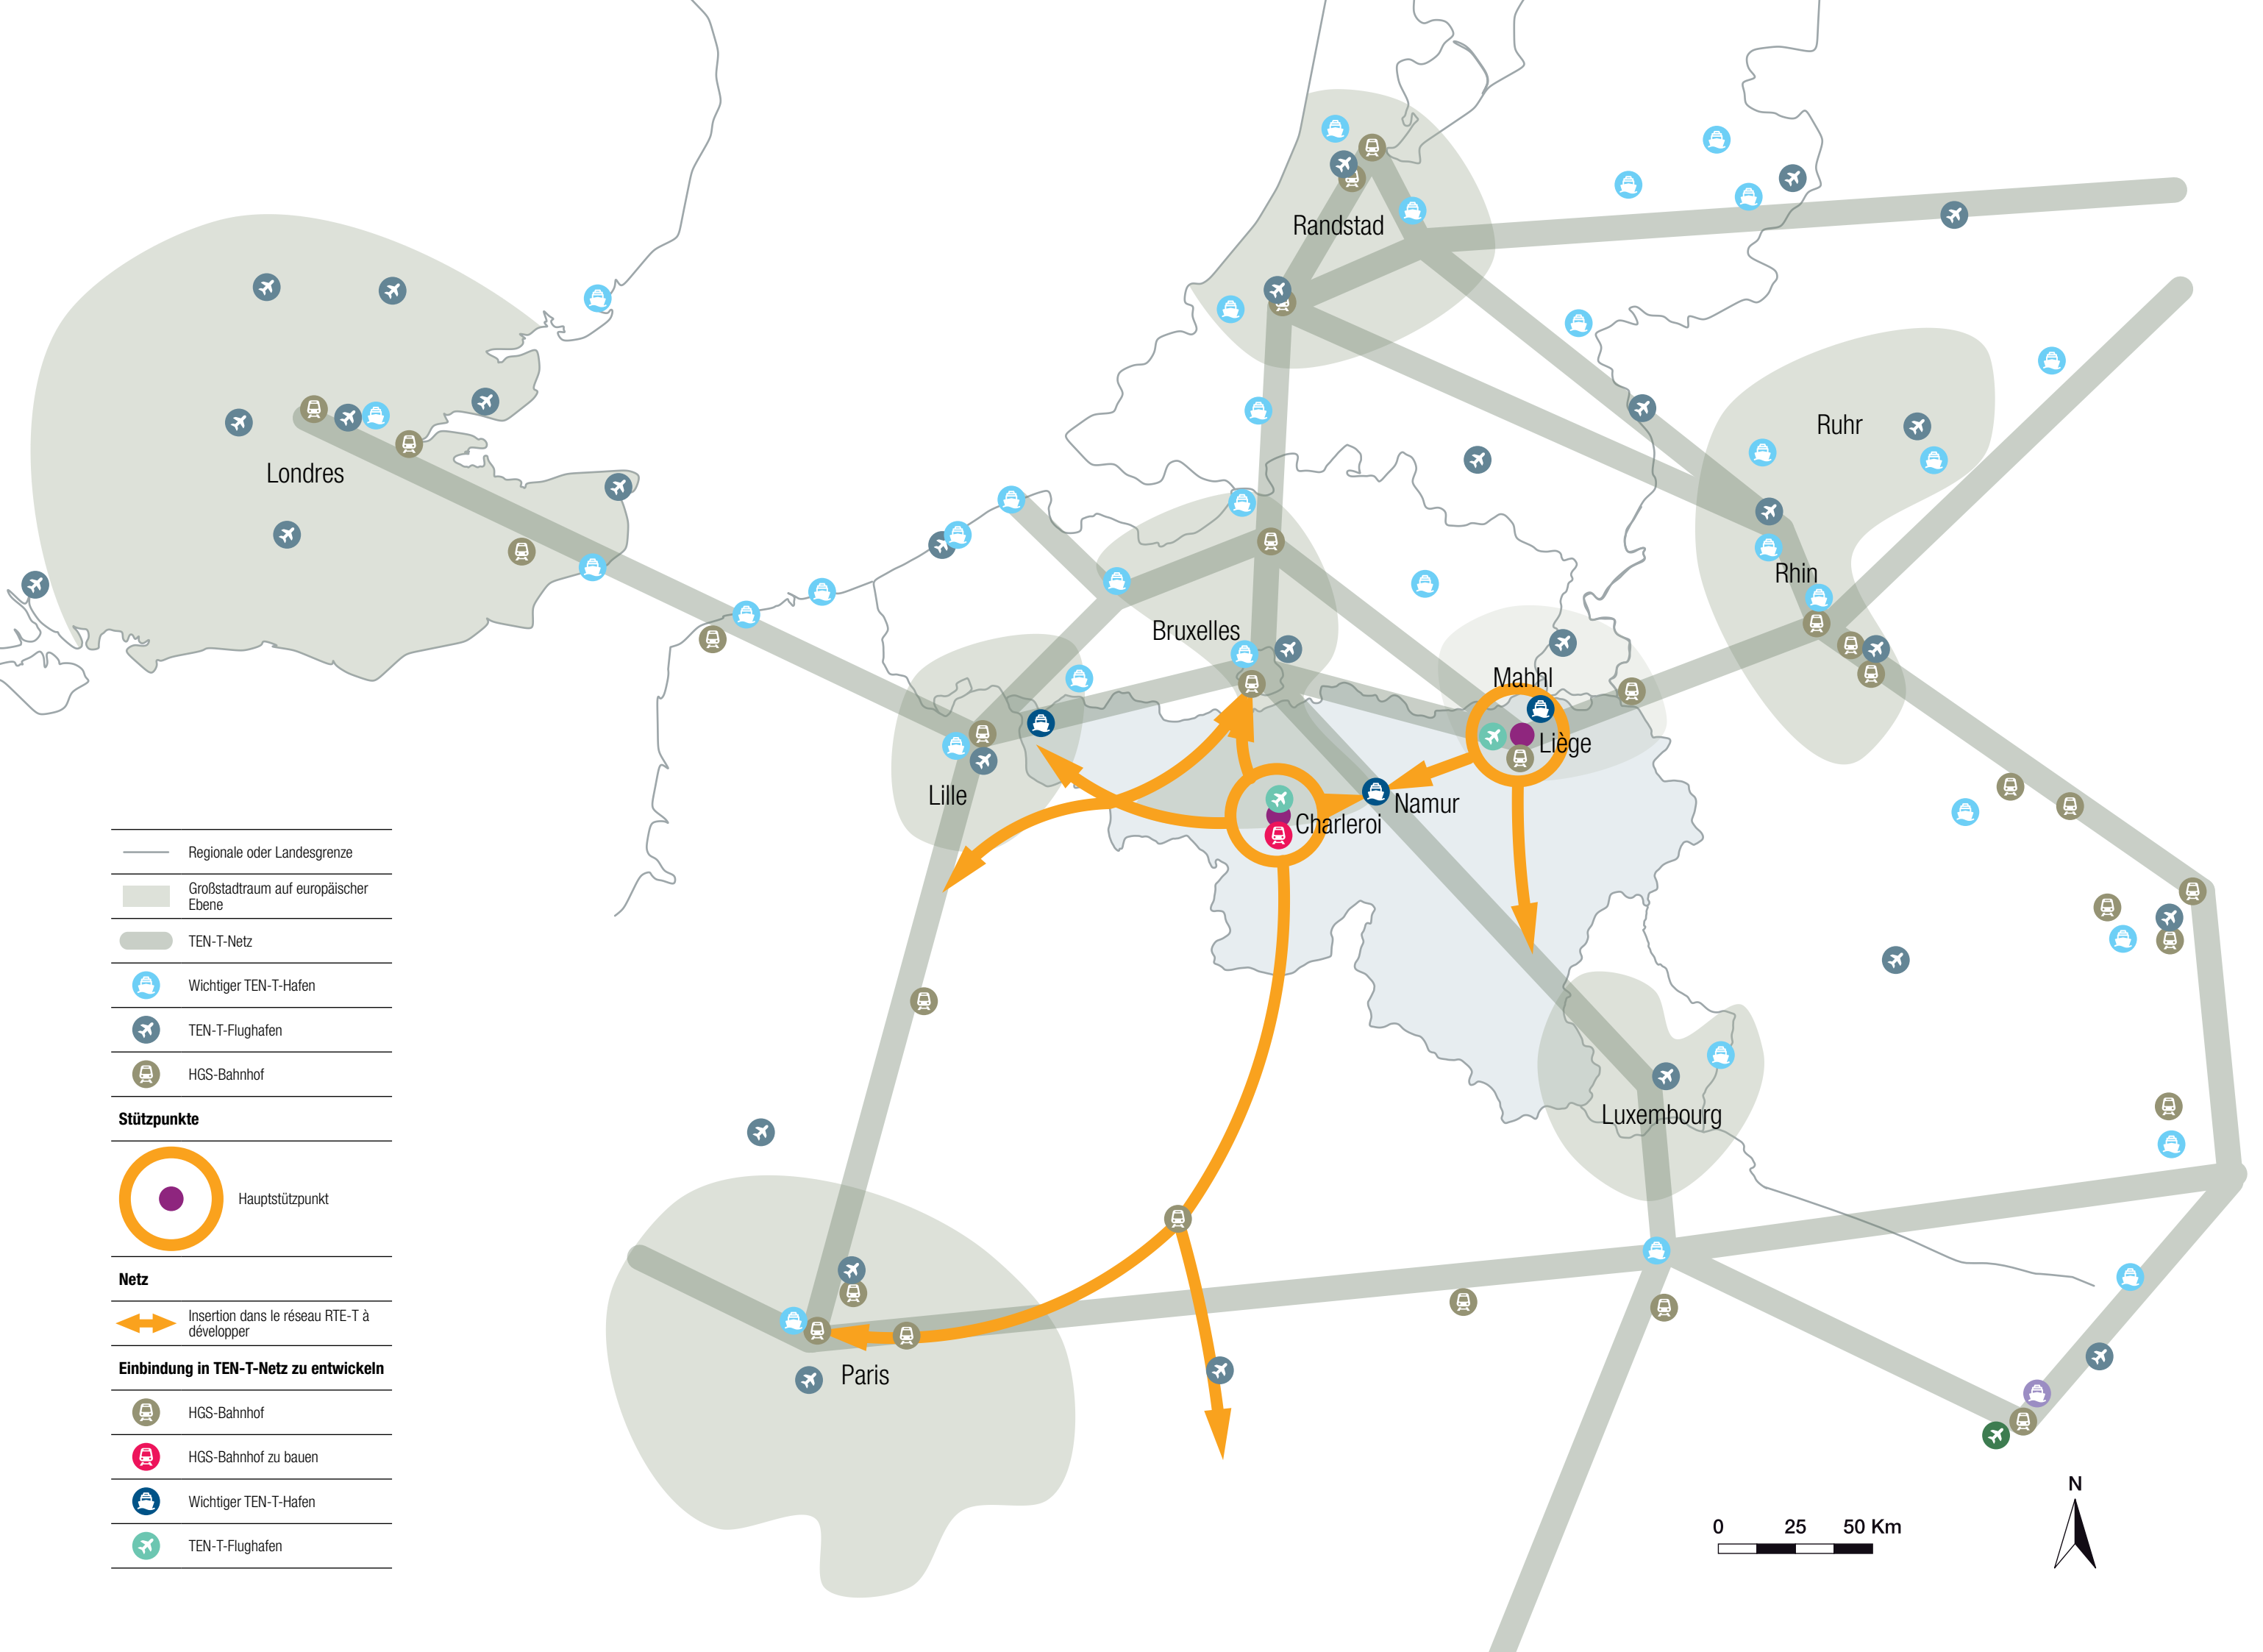 Randstad
Ruhr
Londres
Rhin
Bruxelles
Mahhl
Liège
Lille
Namur
Charleroi
Luxembourg
Paris
Regionale oder Landesgrenze
Großstadtraum auf europäischer
Ebene
TEN-T-Netz
Wichtiger TEN-T-Hafen
TEN-T-Flughafen
HGS-Bahnhof
Stützpunkte
Hauptstützpunkt
Netz
Insertion dans le réseau RTE-T à
développer
Einbindung in TEN-T-Netz zu entwickeln
HGS-Bahnhof
HGS-Bahnhof zu bauen
Wichtiger TEN-T-Hafen
TEN-T-Flughafen
N
0 25 50 Km